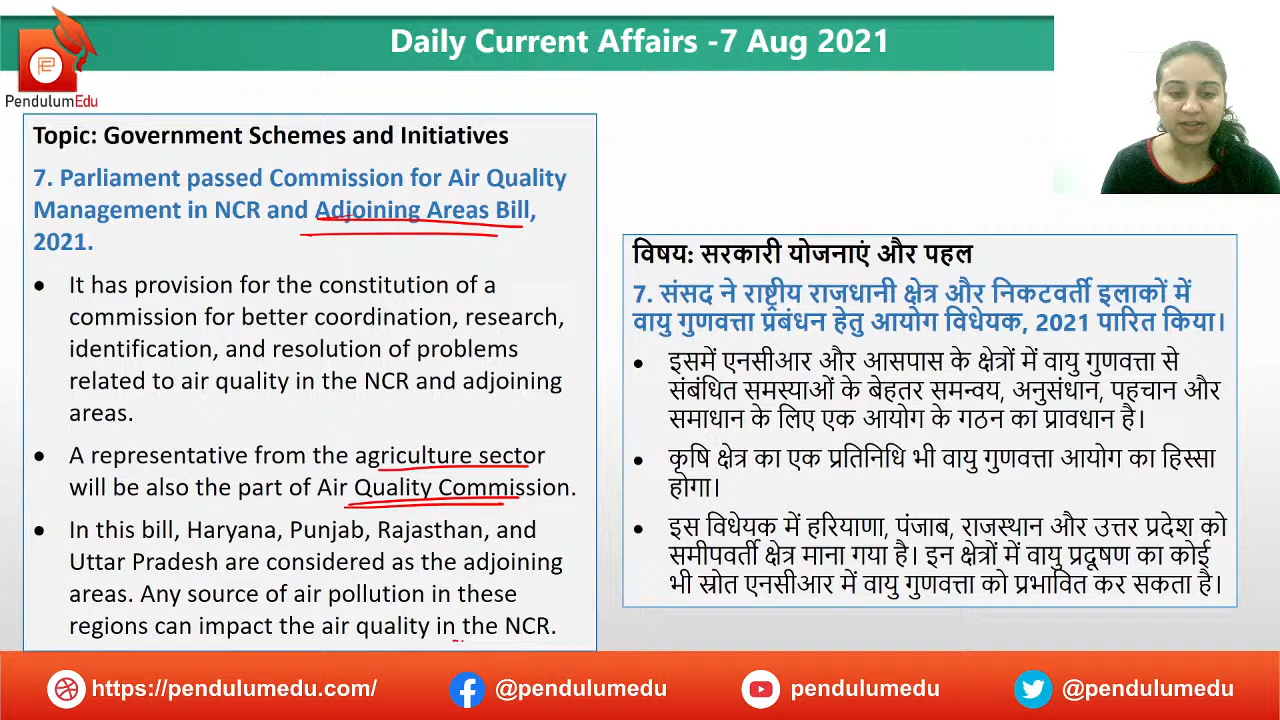 Daily Current Affairs -7 Aug 2021
PendulumEdu
Topic: Government Schemes and Initiatives
7. Parliament passed Commission for Air Quality
Management in NCR and Adjoining Areas Bill,
2021.
• It has provision for the constitution of a
commission for better coordination, research,
identification, and resolution of problems
related to air quality in the NCR and adjoining
areas.
• A representative from the agriculture sector
will be also the part of Air Quality Commission.
• In this bill, Haryana, Punjab, Rajasthan, and
Uttar Pradesh are considered as the adjoining
areas. Any source of air pollution in these
regions can impact the air quality in the NCR.
विषय: सरकारी योजनाएं और पहल
7. संसद ने राष्ट्रीय राजधानी क्षेत्र और निकटवर्ती इलाकों में
वायु गुणवत्ता प्रबंधन हेतु आयोग विधेयक, 2021 पारित किया।
• इसमें एनसीआर और आसपास के क्षेत्रों में वायु गुणवत्ता से
संबंधित समस्याओं के बेहतर समन्वय, अनुसंधान, पहचान और
समाधान के लिए एक आयोग के गठन का प्रावधान है।
• कृषि क्षेत्र का एक प्रतिनिधि भी वायु गुणवत्ता आयोग का हिस्सा
होगा।
• इस विधेयक में हरियाणा, पंजाब, राजस्थान और उत्तर प्रदेश को
समीपवर्ती क्षेत्र माना गया है। इन क्षेत्रों में वायु प्रदूषण का कोई
भी स्रोत एनसीआर में वायु गुणवत्ता को प्रभावित कर सकता है।
https://pendulumedu.com/
@pendulumedu
pendulumedu
@pendulumedu